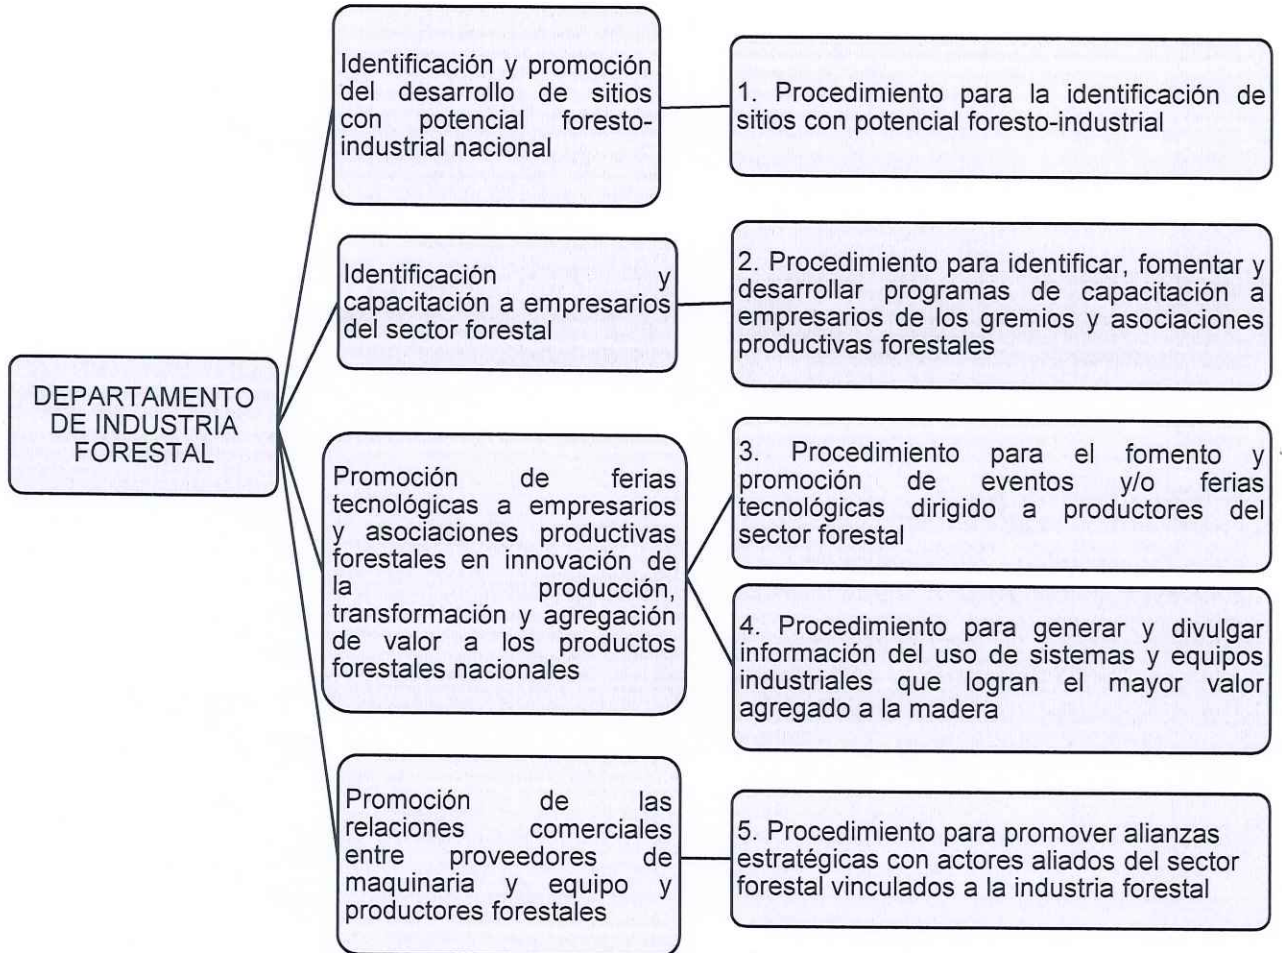 DEPARTAMENTO
DE INDUSTRIA
FORESTAL
Identificación y promoción
del desarrollo de sitios
con potencial foresto-
industrial nacional
1. Procedimiento para la identificación de
sitios con potencial foresto-industrial
Identificación y
capacitación a empresarios
del sector forestal
2. Procedimiento para identificar, fomentar y
desarrollar programas de capacitación a
empresarios de los gremios y asociaciones
productivas forestales
Promoción de ferias
tecnológicas a empresarios
y asociaciones productivas
forestales en innovación de
la producción,
transformación y agregación
de valor a los productos
forestales nacionales
3. Procedimiento para el fomento y
promoción de eventos y/o ferias
tecnológicas dirigido a productores del
sector forestal
4. Procedimiento para generar y divulgar
información del uso de sistemas y equipos
industriales que logran el mayor valor
agregado a la madera
Promoción de las
relaciones comerciales
entre proveedores de
maquinaria y equipo y
productores forestales
5. Procedimiento para promover alianzas
estratégicas con actores aliados del sector
forestal vinculados a la industria forestal